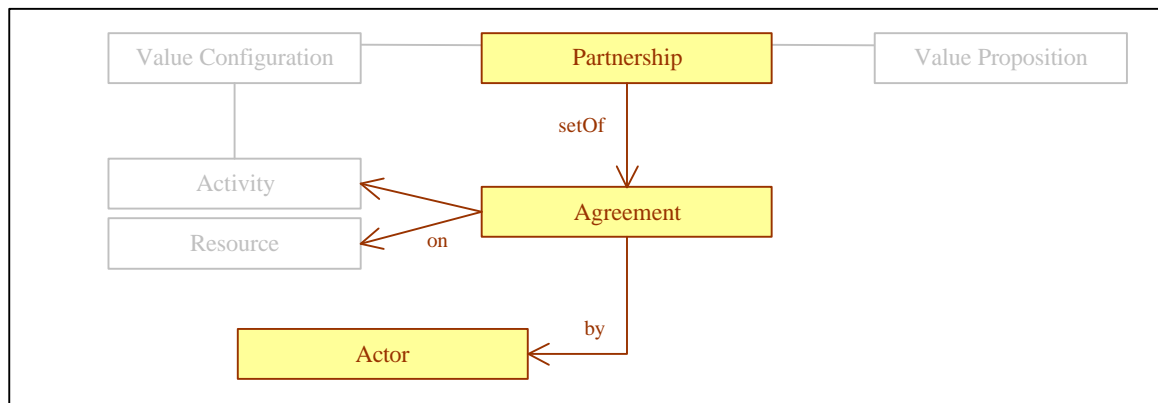 Value Configuration
Partnership
Value Proposition
setOf
Activity
Agreement
Resource
on
by
Actor